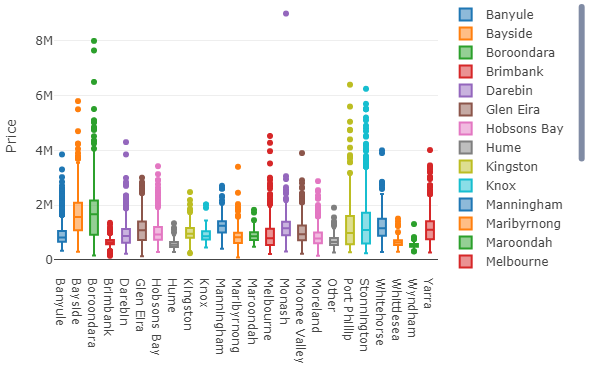 Price
8M
6M
4M
2M
0
Banyule
Bayside
Boroondara
Brimbank
Darebin
Glen Eira
Hobsons Bay
Hume
Kingston
Knox
Manningham
Maribyrnong
Maroondah
Melbourne
Monash
Moonee Valley
Moreland
Other
Port Phillip
Stonnington
Whitehorse
Whittlesea
Wyndham
Yarra
Banyule
Bayside
Boroondara
Brimbank
Darebin
Glen Eira
Hobsons Bay
Hume
Kingston
Knox
Manningham
Maribyrnong
Maroondah
Melbourne